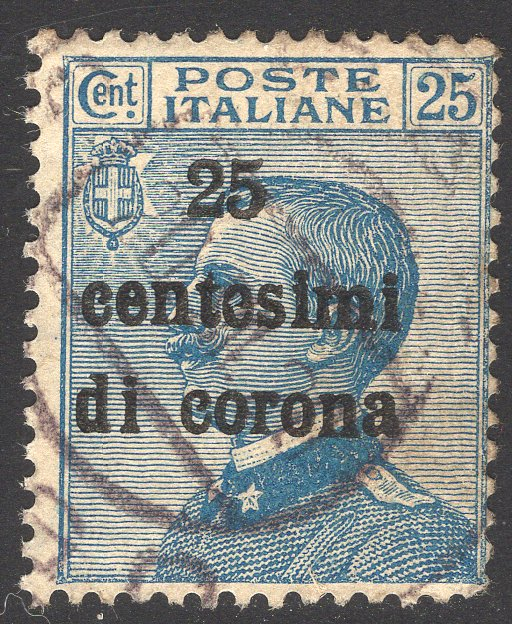 Cent. POSTE ITALIANE 25
25
centesimi
di corona